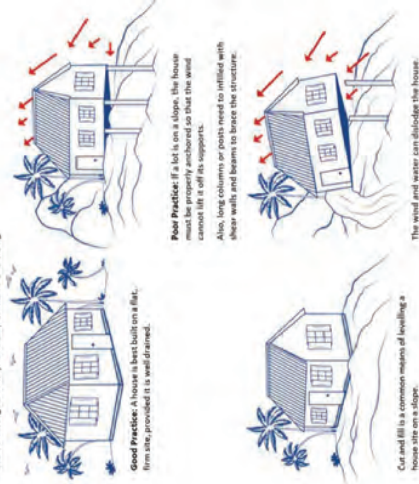 Good Practice: A house is best built on a flat,
firm site, provided it is well drained.
Poor Practice: If a lot is on a slope, the house
must be properly anchored so that the wind
cannot lift it off its supports.
Also, long columns or posts need to infilled with
shear walls and beams to brace the structure.
Cut and fill is a common means of levelling a
house site on a slope.
The wind and water can dislodge the house.